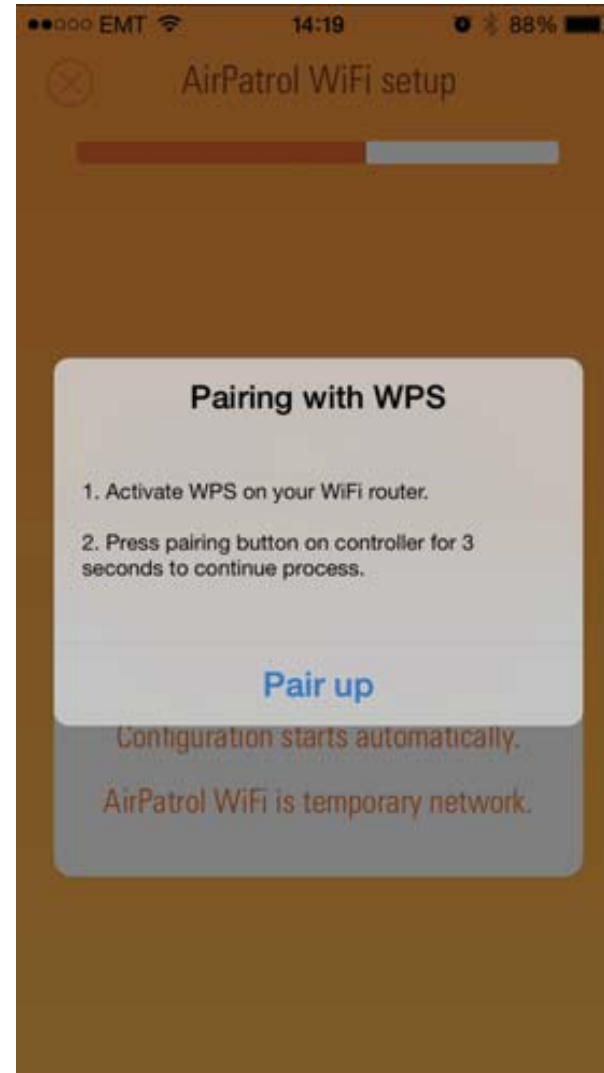 EMT 14:19 88%
AirPatrol WiFi setup
Pairing with WPS
1. Activate WPS on your WiFi router.
2. Press pairing button on controller for 3
seconds to continue process.
Pair up
Configuration starts automatically.
AirPatrol WiFi is temporary network.